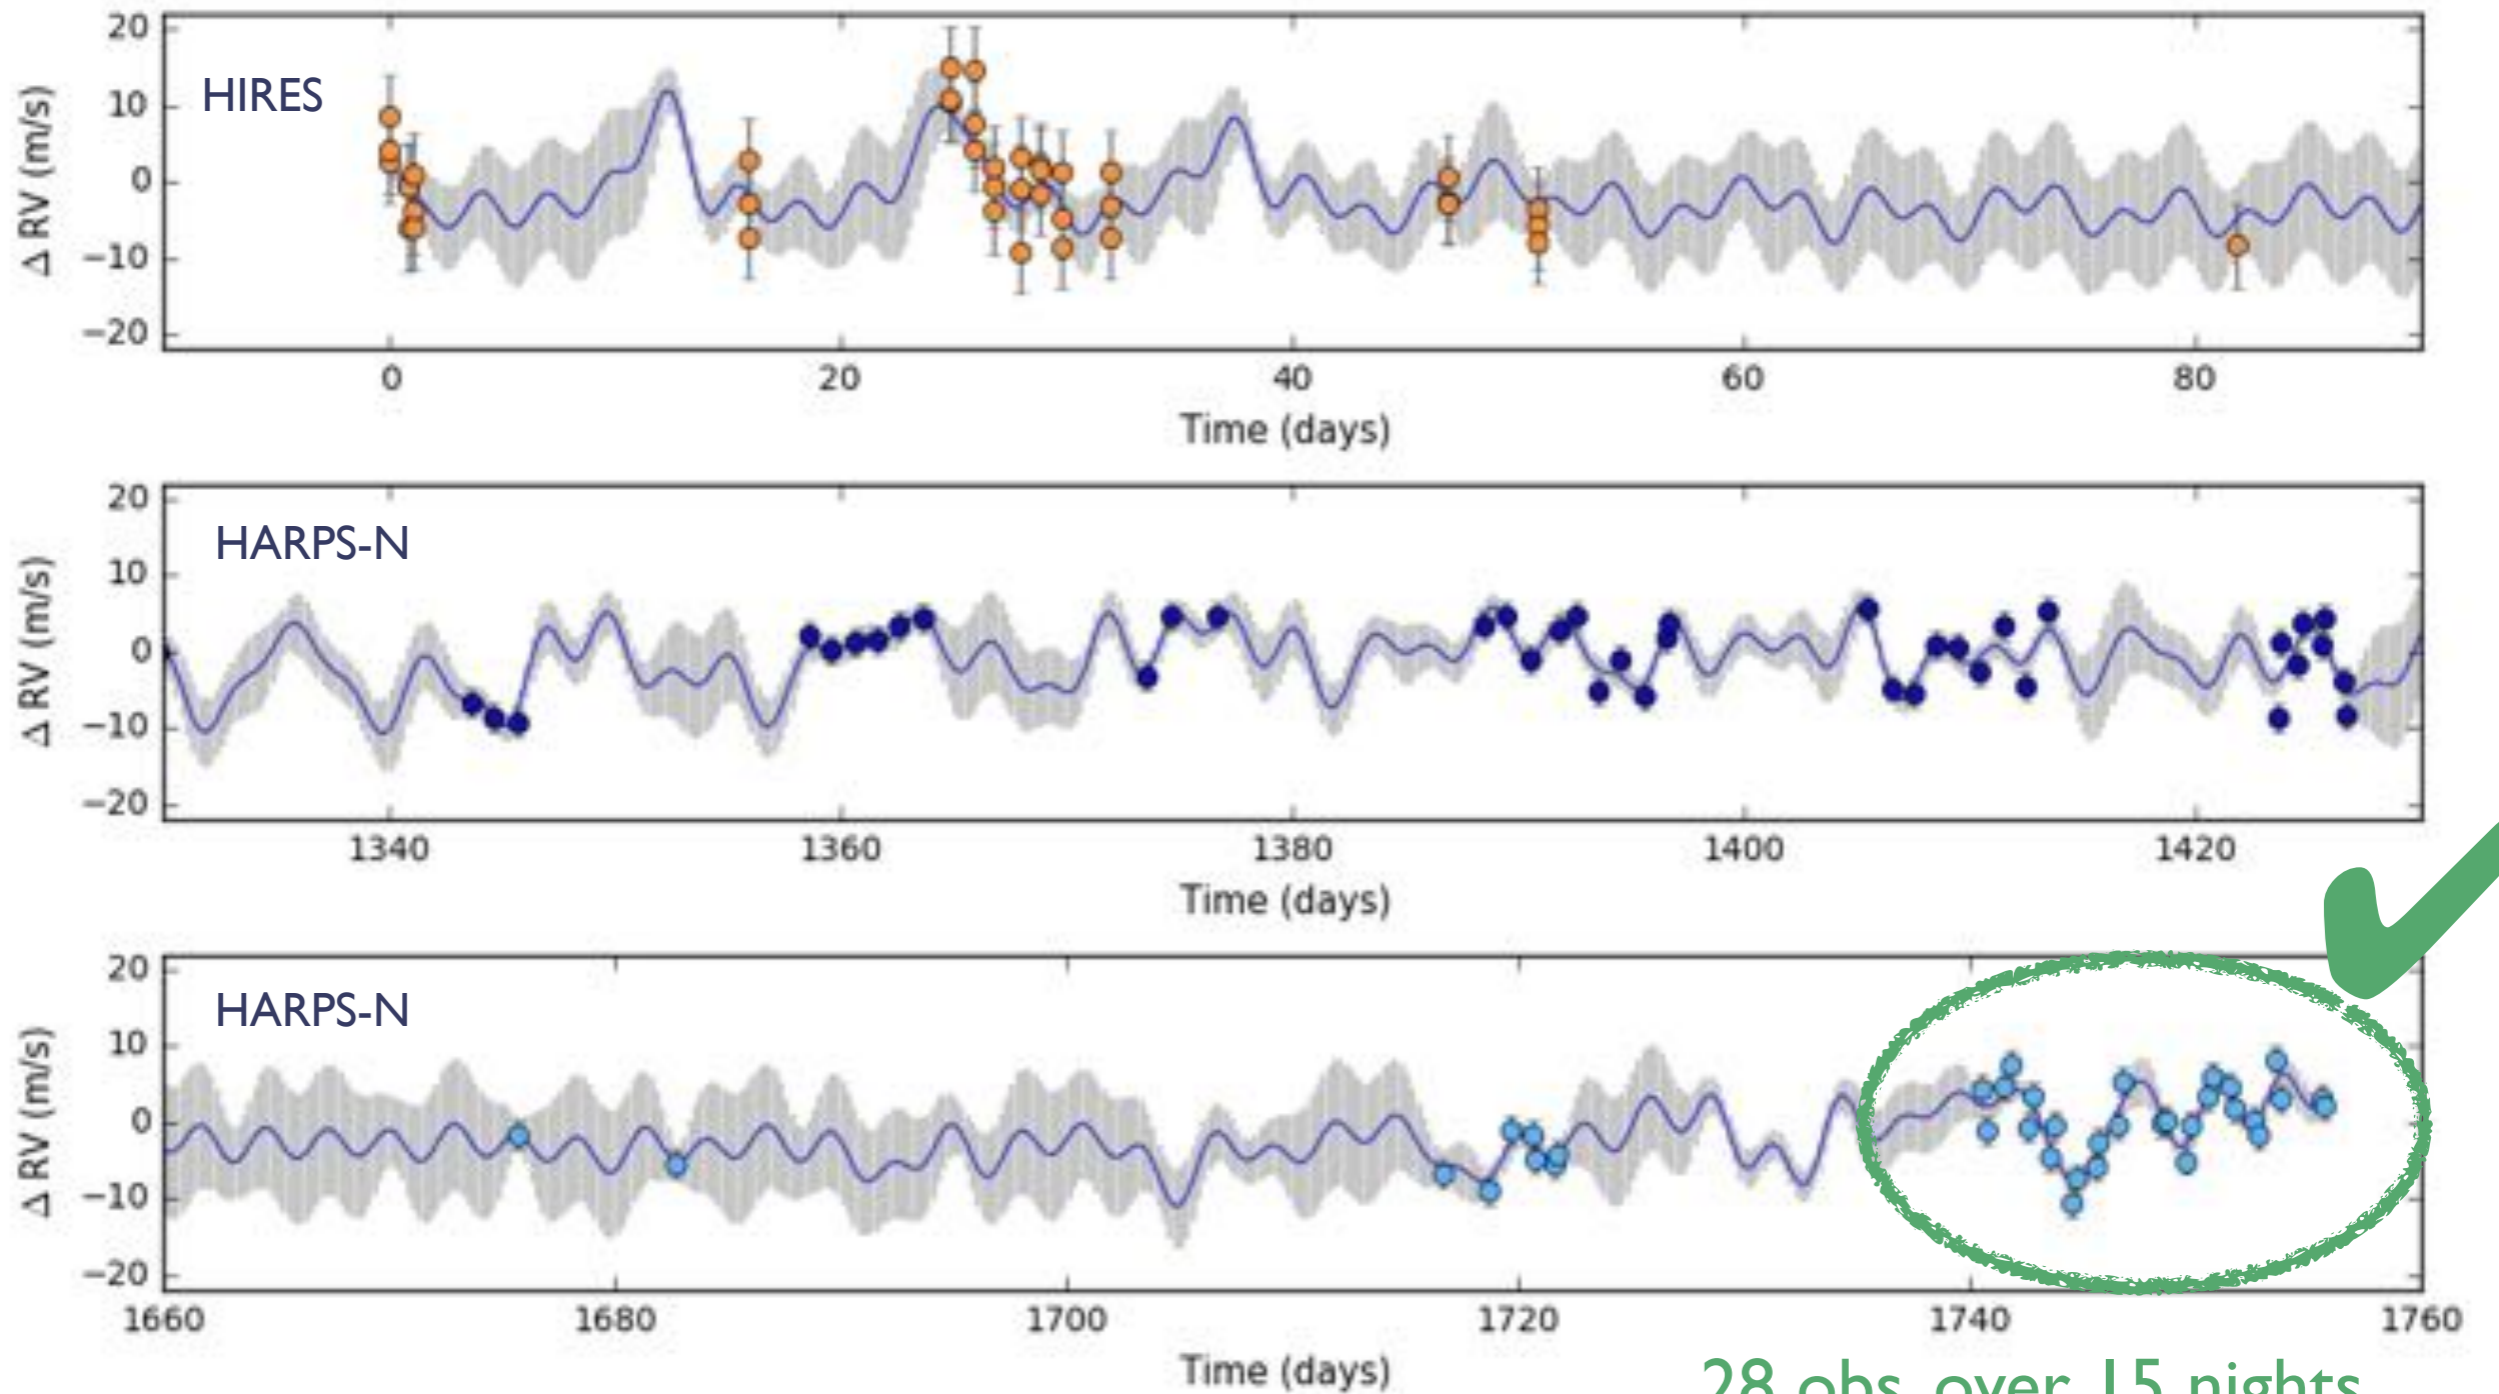 20
10
0
−10
−20
Δ RV (m/s)
HIRES
0 20 40 60 80
Time (days)
20
10
0
−10
−20
Δ RV (m/s)
HARPS-N
1340 1360 1380 1400 1420
Time (days)
20
10
0
−10
−20
Δ RV (m/s)
HARPS-N
1660 1680 1700 1720 1740 1760
Time (days)
28 obs. over 15 nights